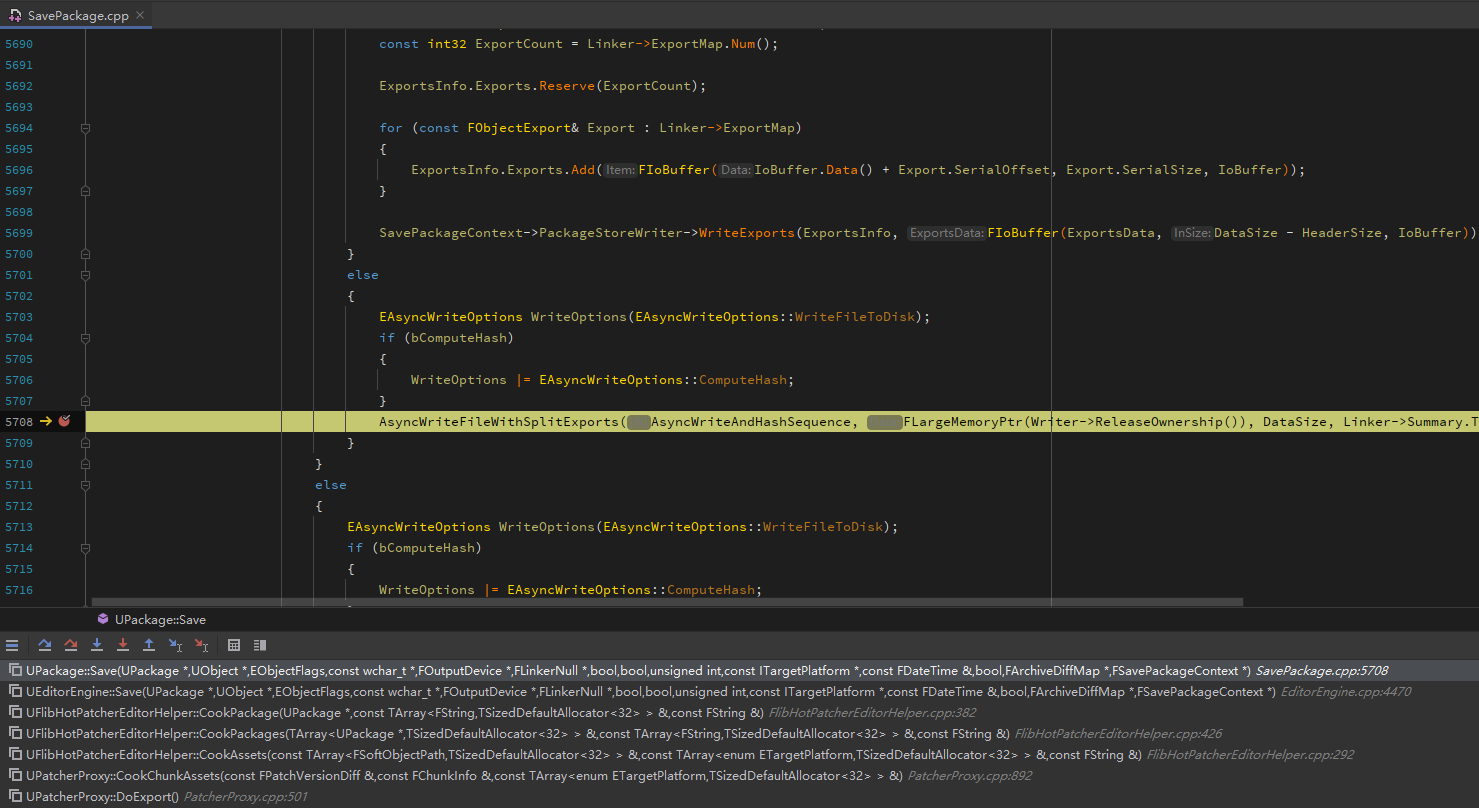 SavePackage.cpp
5690 const int32 ExportCount = Linker->ExportMap.Num();
5691
5692 ExportsInfo.Exports.Reserve(ExportCount);
5693
5694 for (const FObjectExport& Export : Linker->ExportMap)
5695 {
5696 ExportsInfo.Exports.Add( Item: FIoBuffer( Data: IoBuffer.Data() + Export.SerialOffset, Export.SerialSize, IoBuffer));
5697 }
5698
5699 SavePackageContext->PackageStoreWriter->WriteExports(ExportsInfo, ExportsData: FIoBuffer(ExportsData, InSize: DataSize - HeaderSize, IoBuffer))
5700 }
5701 else
5702 {
5703 EAsyncWriteOptions WriteOptions(EAsyncWriteOptions::WriteFileToDisk);
5704 if (bComputeHash)
5705 {
5706 WriteOptions |= EAsyncWriteOptions::ComputeHash;
5707 }
5708 AsyncWriteFileWithSplitExports( AsyncWriteAndHashSequence, FLargeMemoryPtr(Writer->ReleaseOwnership()), DataSize, Linker->Summary.T
5709 }
5710 }
5711 else
5712 {
5713 EAsyncWriteOptions WriteOptions(EAsyncWriteOptions::WriteFileToDisk);
5714 if (bComputeHash)
5715 {
5716 WriteOptions |= EAsyncWriteOptions::ComputeHash;
UPackage::Save
UPackage::Save(UPackage *,UObject *,EObjectFlags,const wchar_t *,FOutputDevice *,FLinkerNull *,bool,bool,unsigned int,const ITargetPlatform *,const FDateTime &,bool,FArchiveDiffMap *,FSavePackageContext *) SavePackage.cpp:5708
UEditorEngine::Save(UPackage *,UObject *,EObjectFlags,const wchar_t *,FOutputDevice *,FLinkerNull *,bool,bool,unsigned int,const ITargetPlatform *,const FDateTime &,bool,FArchiveDiffMap *,FSavePackageContext *) EditorEngine.cpp:4470
UFlibHotPatcherEditorHelper::CookPackage(UPackage *,const TArray<FString,TSizedDefaultAllocator<32> > &,const FString &) FlibHotPatcherEditorHelper.cpp:382
UFlibHotPatcherEditorHelper::CookPackages(TArray<UPackage *,TSizedDefaultAllocator<32> > &,const TArray<FString,TSizedDefaultAllocator<32> > &,const FString &) FlibHotPatcherEditorHelper.cpp:426
UFlibHotPatcherEditorHelper::CookAssets(const TArray<FSoftObjectPath,TSizedDefaultAllocator<32> > &,const TArray<enum ETargetPlatform,TSizedDefaultAllocator<32> > &,const FString &) FlibHotPatcherEditorHelper.cpp:292
UPatcherProxy::CookChunkAssets(const FPatchVersionDiff &,const FChunkInfo &,const TArray<enum ETargetPlatform,TSizedDefaultAllocator<32> > &) PatcherProxy.cpp:892
UPatcherProxy::DoExport() PatcherProxy.cpp:501